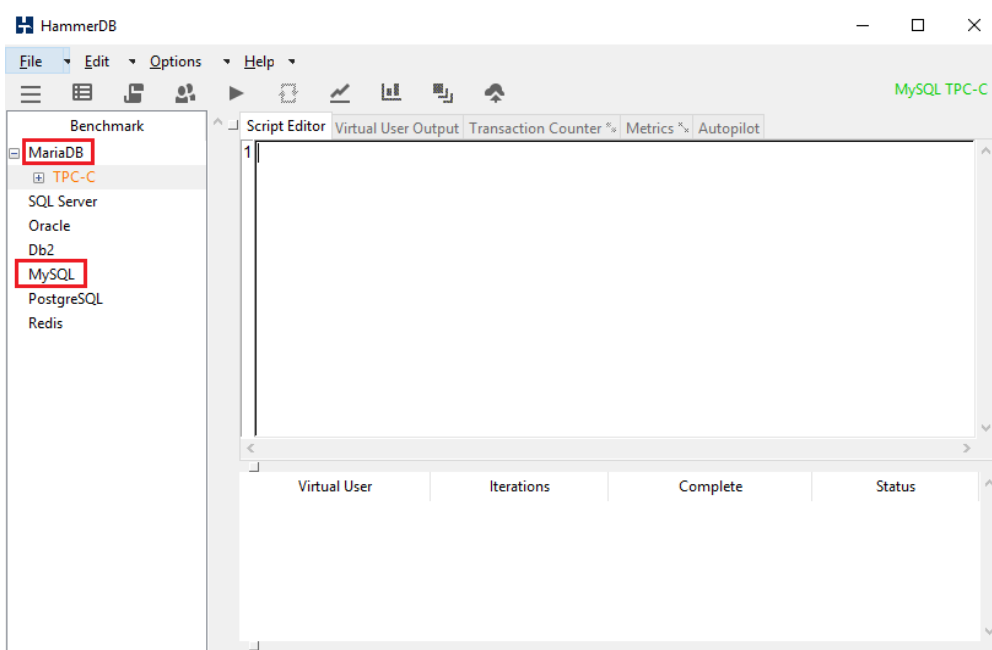 HammerDB
File Edit Options Help
MySQL TPC-C
Benchmark
MariaDB
TPC-C
SQL Server
Oracle
Db2
MySQL
PostgreSQL
Redis
Script Editor Virtual User Output Transaction Counter Metrics Autopilot
1
Virtual User Iterations Complete Status